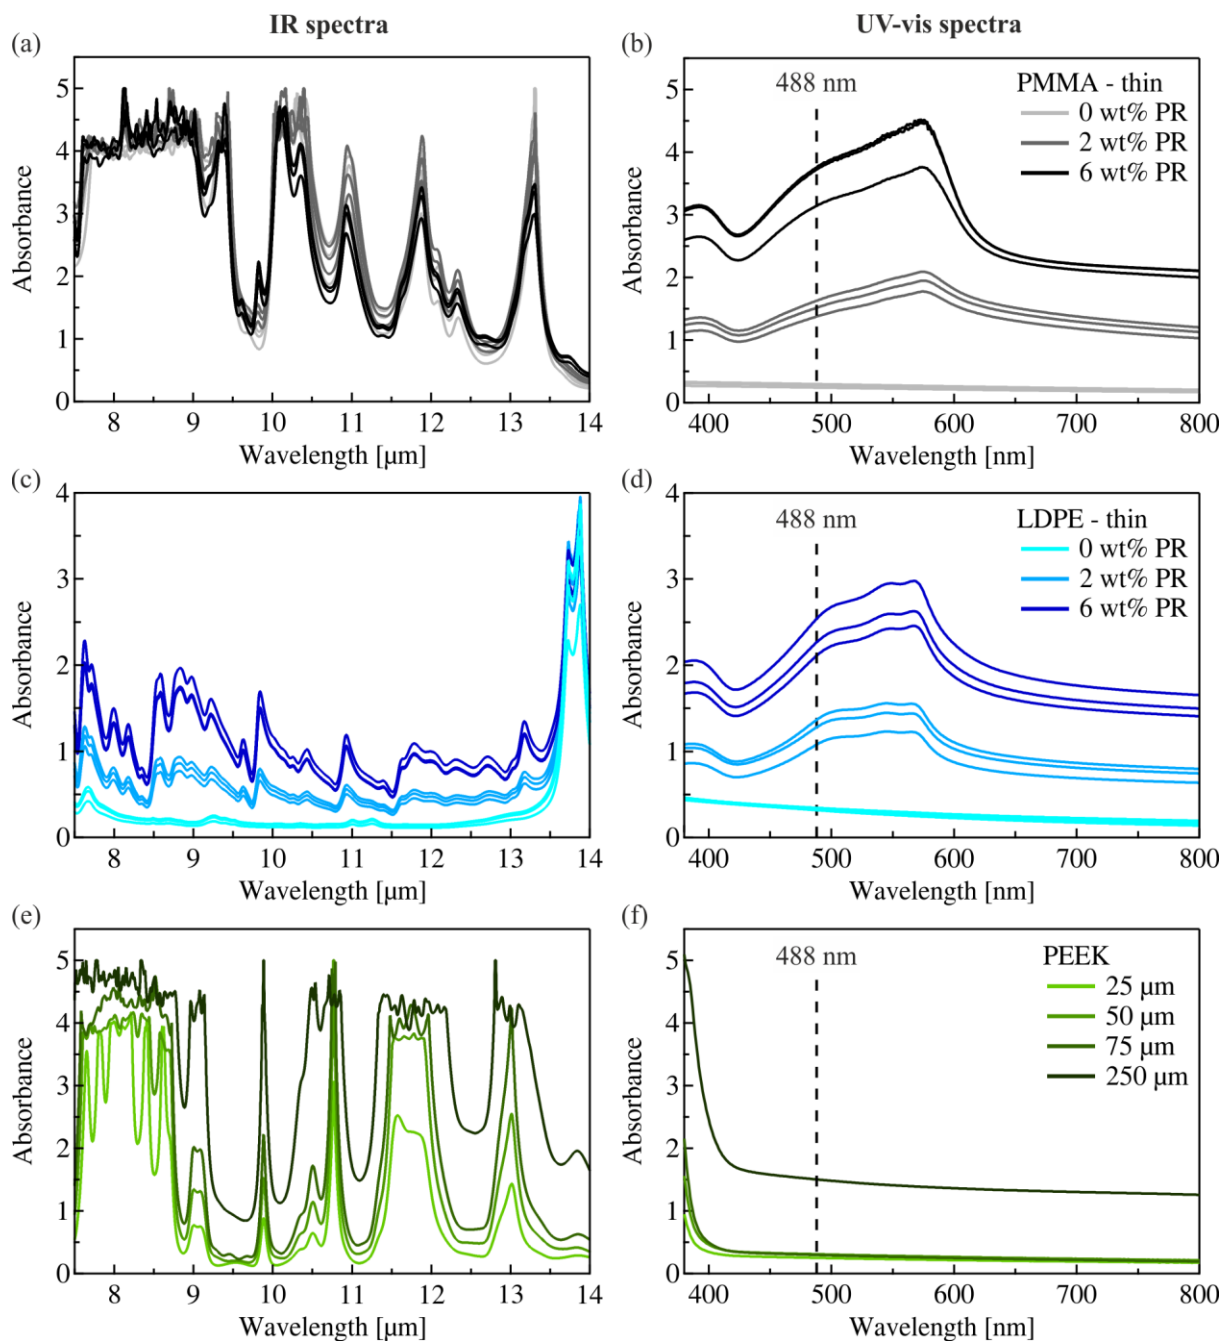 IR spectra
UV-vis spectra
(a)
Absorbance
5
4
3
2
1
0
8 9 10 11 12 13 14
Wavelength [µm]
(b)
Absorbance
5
4
3
2
1
0
488 nm
PMMA - thin
0 wt% PR
2 wt% PR
6 wt% PR
400 500 600 700 800
Wavelength [nm]
(c)
Absorbance
4
3
2
1
0
8 9 10 11 12 13 14
Wavelength [µm]
(d)
Absorbance
4
3
2
1
0
488 nm
LDPE - thin
0 wt% PR
2 wt% PR
6 wt% PR
400 500 600 700 800
Wavelength [nm]
(e)
Absorbance
5
4
3
2
1
0
8 9 10 11 12 13 14
Wavelength [µm]
(f)
Absorbance
5
4
3
2
1
0
488 nm
PEEK
25 µm
50 µm
75 µm
250 µm
400 500 600 700 800
Wavelength [nm]